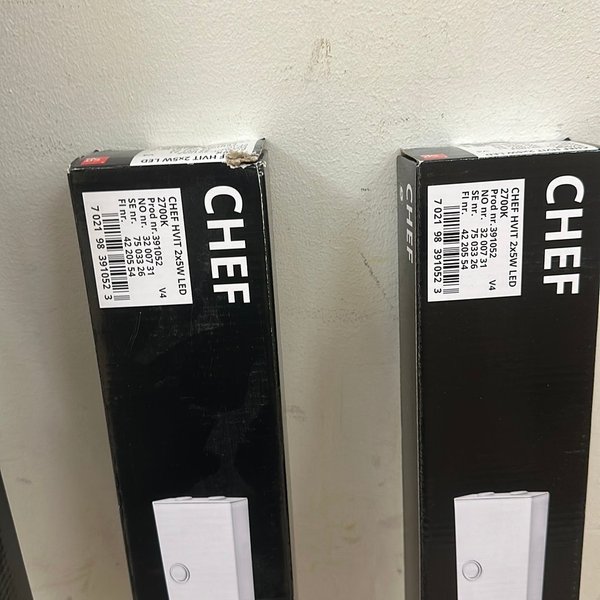 F HVIT 2x5W LED
CHEF
CHEF HVIT 2x5W LED
2700K V4
Prod nr.391052
NO nr. 32 007 31
SE nr. 75 033 26
FI nr. 42 205 54
7 021 98 391052 3
CHEF
CHEF
CHEF HVIT 2x5W LED
2700K V4
Prod nr.391052
NO nr. 32 007 31
SE nr. 75 033 26
FI nr. 42 205 54
7 021 98 391052 3